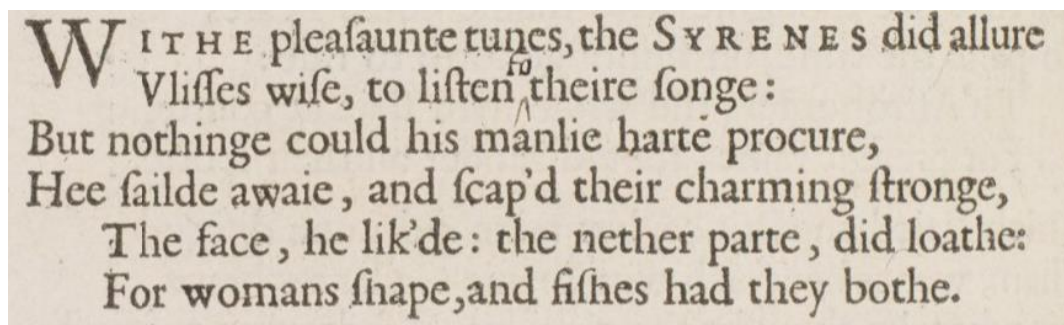 WITHE pleaſaunte tunes, the SYRENES did allure
Vliſſes wiſe, to liſten to theire ſonge:
But nothinge could his manlie harte procure,
Hee ſailde awaie, and ſcap'd their charming ſtronge,
The face, he lik'de: the nether parte, did loathe:
For womans ſhape, and fiſhes had they bothe.